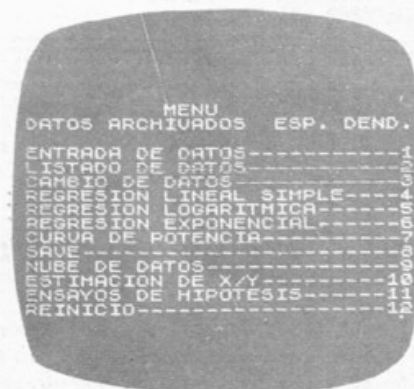 MENU
DATOS ARCHIVADOS ESP. DEND.
ENTRADA DE DATOS----------1
LISTADO DE DATOS----------2
CAMBIO DE DATOS-----------3
REGRESION LINEAL SIMPLE----4
REGRESION LOGARITMICA------5
REGRESION EXPONENCIAL------6
CURVA DE POTENCIA---------7
SAVE----------------------8
NUBE DE DATOS-------------9
ESTIMACION DE X/Y---------10
ENSAYOS DE HIPOTESIS------11
REINICIO------------------12